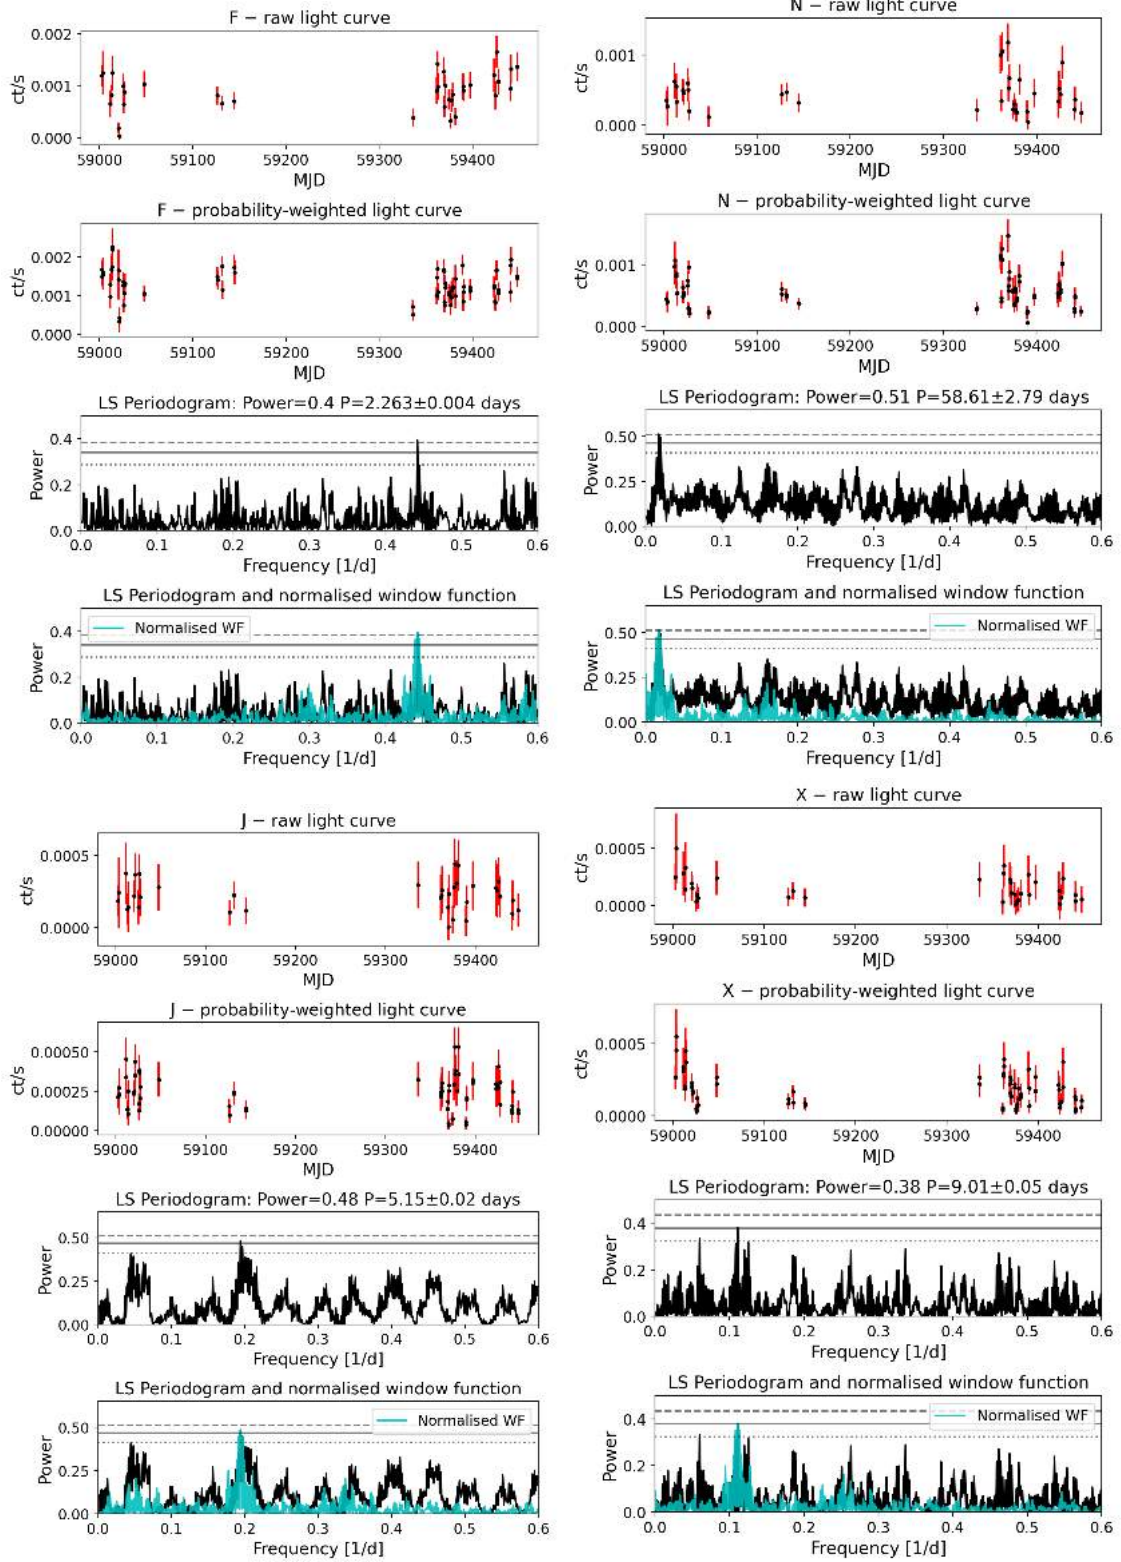 F − raw light curve
0.002
0.001
0.000
ct/s
59000 59100 59200 59300 59400
MJD
F − probability-weighted light curve
0.002
0.001
0.000
ct/s
59000 59100 59200 59300 59400
MJD
LS Periodogram: Power=0.4 P=2.263±0.004 days
0.4
0.2
0.0
Power
0.0 0.1 0.2 0.3 0.4 0.5 0.6
Frequency [1/d]
LS Periodogram and normalised window function
Normalised WF
0.4
0.2
0.0
Power
0.0 0.1 0.2 0.3 0.4 0.5 0.6
Frequency [1/d]
N − raw light curve
0.001
0.000
ct/s
59000 59100 59200 59300 59400
MJD
N − probability-weighted light curve
0.001
0.000
ct/s
59000 59100 59200 59300 59400
MJD
LS Periodogram: Power=0.51 P=58.61±2.79 days
0.50
0.25
0.00
Power
0.0 0.1 0.2 0.3 0.4 0.5 0.6
Frequency [1/d]
LS Periodogram and normalised window function
Normalised WF
0.50
0.25
0.00
Power
0.0 0.1 0.2 0.3 0.4 0.5 0.6
Frequency [1/d]
J − raw light curve
0.0005
0.0000
ct/s
59000 59100 59200 59300 59400
MJD
J − probability-weighted light curve
0.00050
0.00025
0.00000
ct/s
59000 59100 59200 59300 59400
MJD
LS Periodogram: Power=0.48 P=5.15±0.02 days
0.50
0.25
0.00
Power
0.0 0.1 0.2 0.3 0.4 0.5 0.6
Frequency [1/d]
LS Periodogram and normalised window function
Normalised WF
0.50
0.25
0.00
Power
0.0 0.1 0.2 0.3 0.4 0.5 0.6
Frequency [1/d]
X − raw light curve
0.0005
0.0000
ct/s
59000 59100 59200 59300 59400
MJD
X − probability-weighted light curve
0.0005
0.0000
ct/s
59000 59100 59200 59300 59400
MJD
LS Periodogram: Power=0.38 P=9.01±0.05 days
0.4
0.2
0.0
Power
0.0 0.1 0.2 0.3 0.4 0.5 0.6
Frequency [1/d]
LS Periodogram and normalised window function
Normalised WF
0.4
0.2
0.0
Power
0.0 0.1 0.2 0.3 0.4 0.5 0.6
Frequency [1/d]